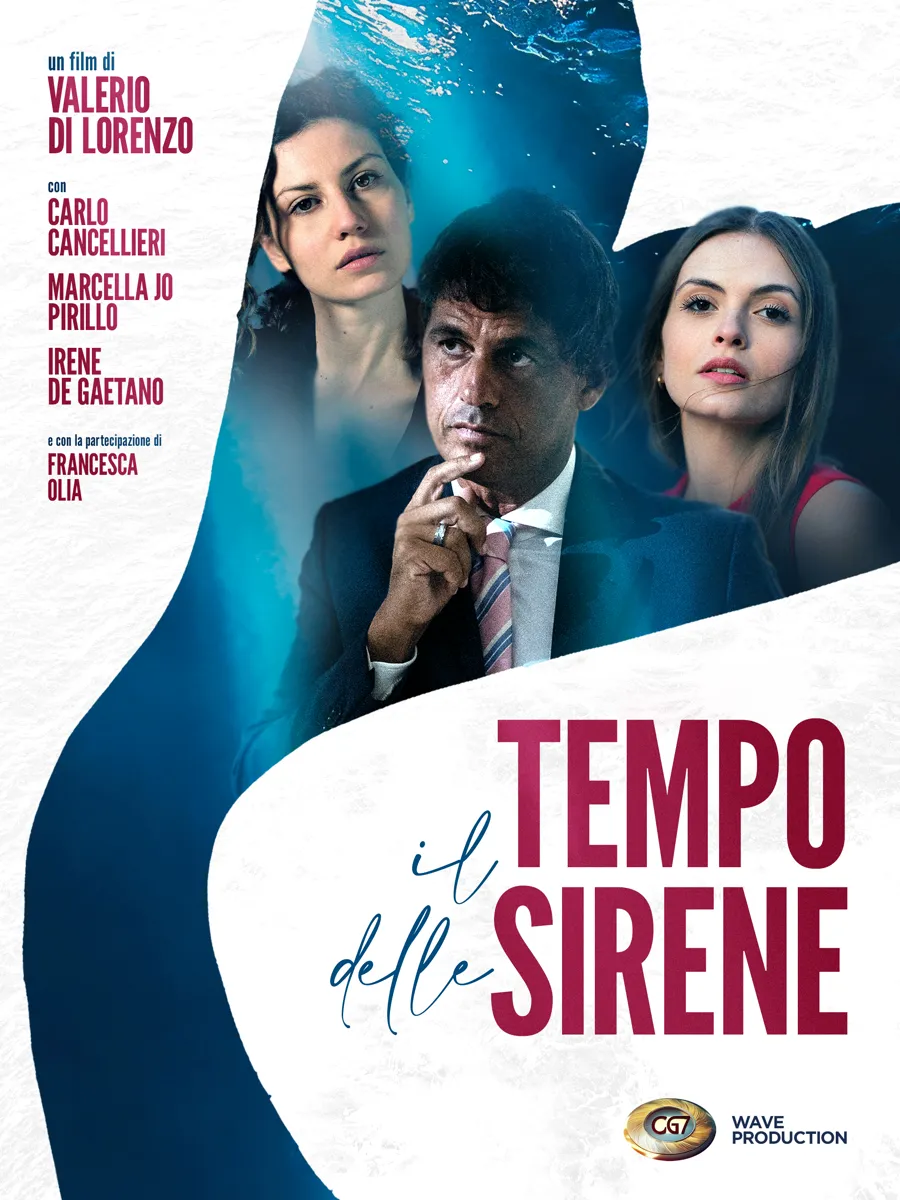 un film di
VALERIO
DI LORENZO
con
CARLO
CANCELLIERI
MARCELLA JO
PIRILLO
IRENE
DE GAETANO
e con la partecipazione di
FRANCESCA
OLIA
il TEMPO
delle SIRENE
CG7
WAVE
PRODUCTION